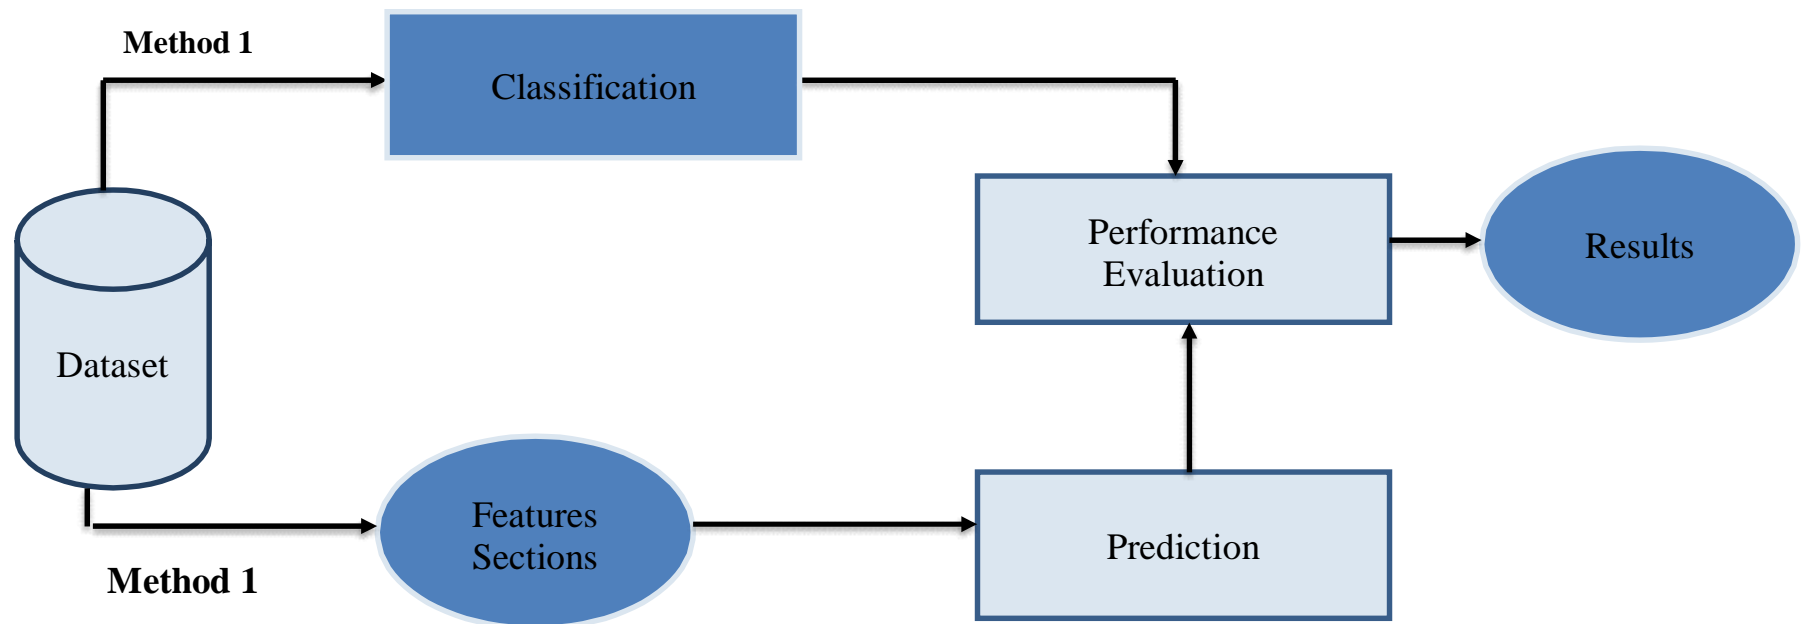 Method 1
Classification
Performance
Evaluation
Results
Dataset
Features
Sections
Prediction
Method 1